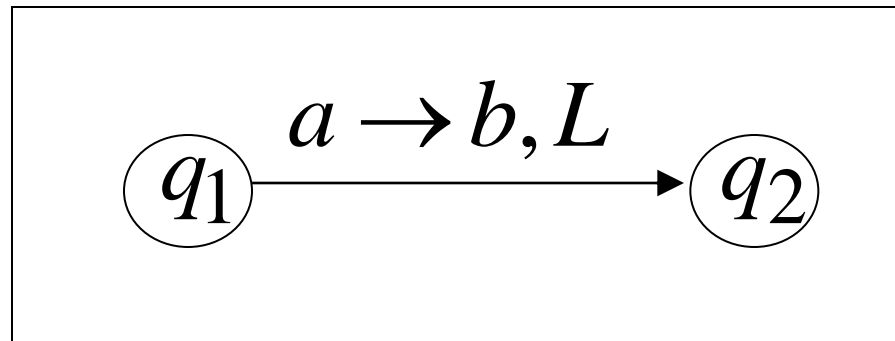 a → b, L
q₁ q₂